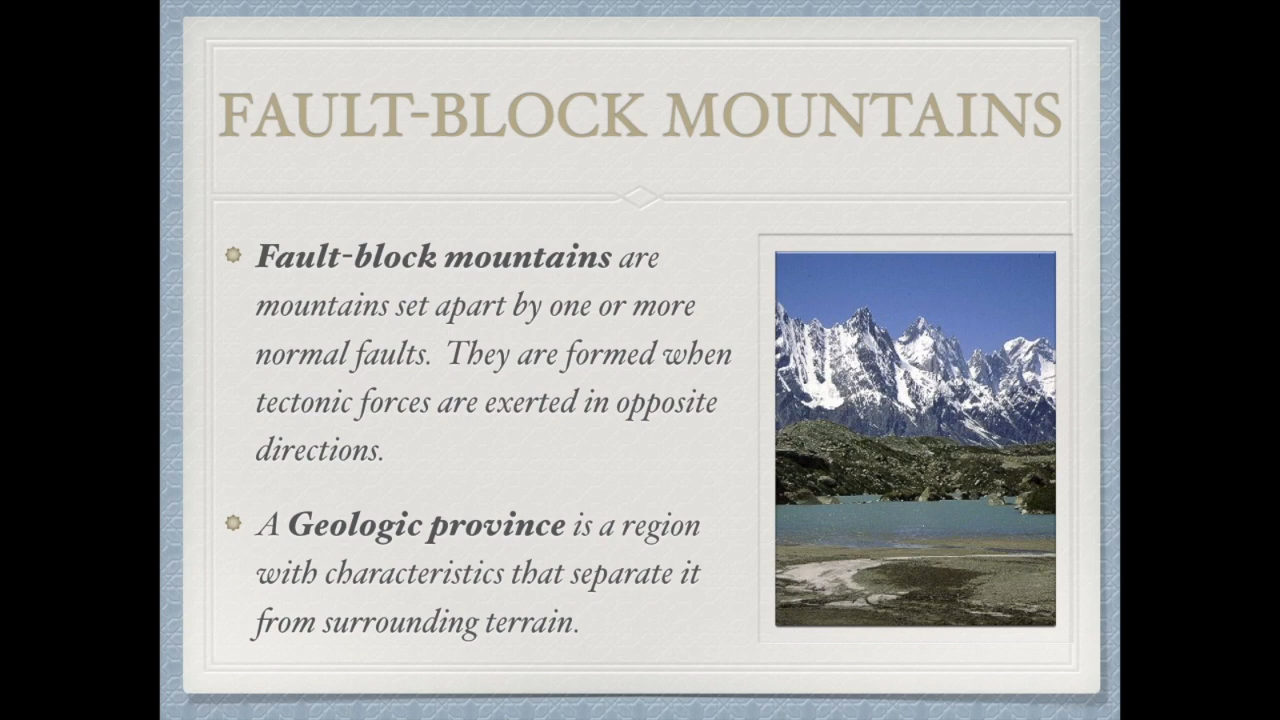 FAULT-BLOCK MOUNTAINS
Fault-block mountains are
mountains set apart by one or more
normal faults. They are formed when
tectonic forces are exerted in opposite
directions.
A Geologic province is a region
with characteristics that separate it
from surrounding terrain.